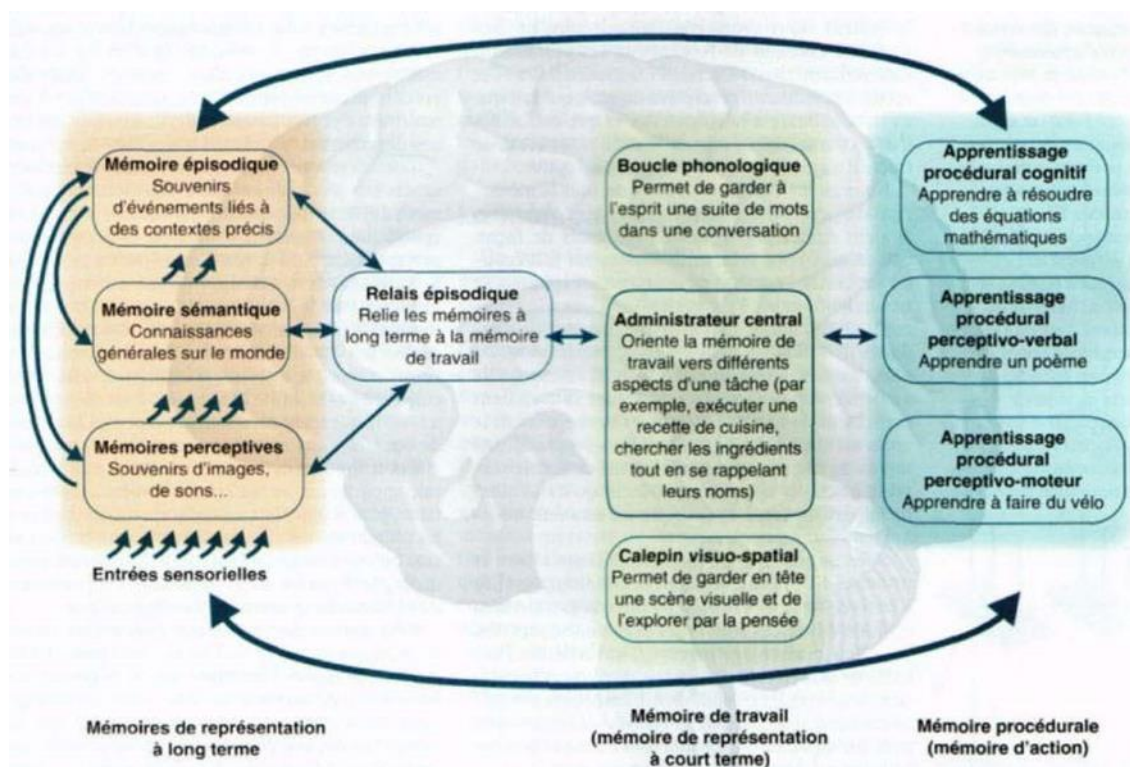 Mémoire épisodique
Souvenirs
d'événements liés à
des contextes précis
Mémoire sémantique
Connaissances
générales sur le monde
Mémoires perceptives
Souvenirs d'images,
de sons...
Entrées sensorielles
Relais épisodique
Relie les mémoires à
long terme à la mémoire
de travail
Boucle phonologique
Permet de garder à
l'esprit une suite de mots
dans une conversation
Administrateur central
Oriente la mémoire de
travail vers différents
aspects d'une tâche (par
exemple, exécuter une
recette de cuisine,
chercher les ingrédients
tout en se rappelant
leurs noms)
Calepin visuo-spatial
Permet de garder en tête
une scène visuelle et de
l'explorer par la pensée
Apprentissage
procédural cognitif
Apprendre à résoudre
des équations
mathématiques
Apprentissage
procédural
perceptivo-verbal
Apprendre un poème
Apprentissage
procédural
perceptivo-moteur
Apprendre à faire du vélo
Mémoires de représentation
à long terme
Mémoire de travail
(mémoire de représentation
à court terme)
Mémoire procédurale
(mémoire d'action)